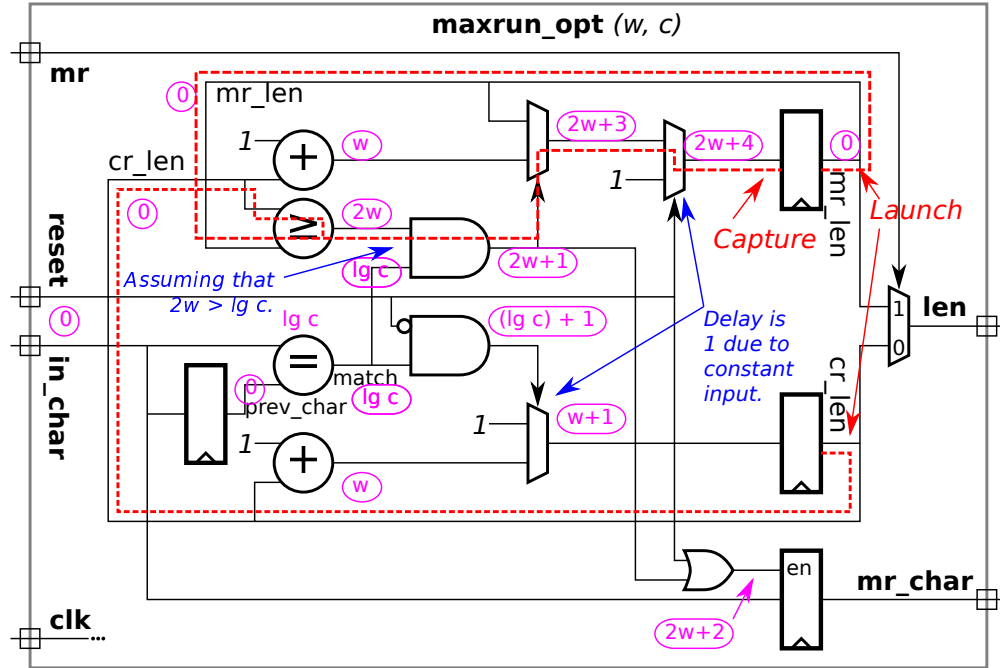 maxrun_opt (w, c)
mr
0
mr_len
1
+
w
2w+3
2w+4
0
cr_len
1
mr_len
0
≥
2w
Launch
Capture
reset
Assuming that
2w > lg c.
lg c
2w+1
0
lg c
(lg c) + 1
Delay is
1 due to
constant
input.
1
0
len
in_char
=
match
0
lg c
prev_char
cr_len
1
w+1
1
+
w
en
mr_char
2w+2
clk
...